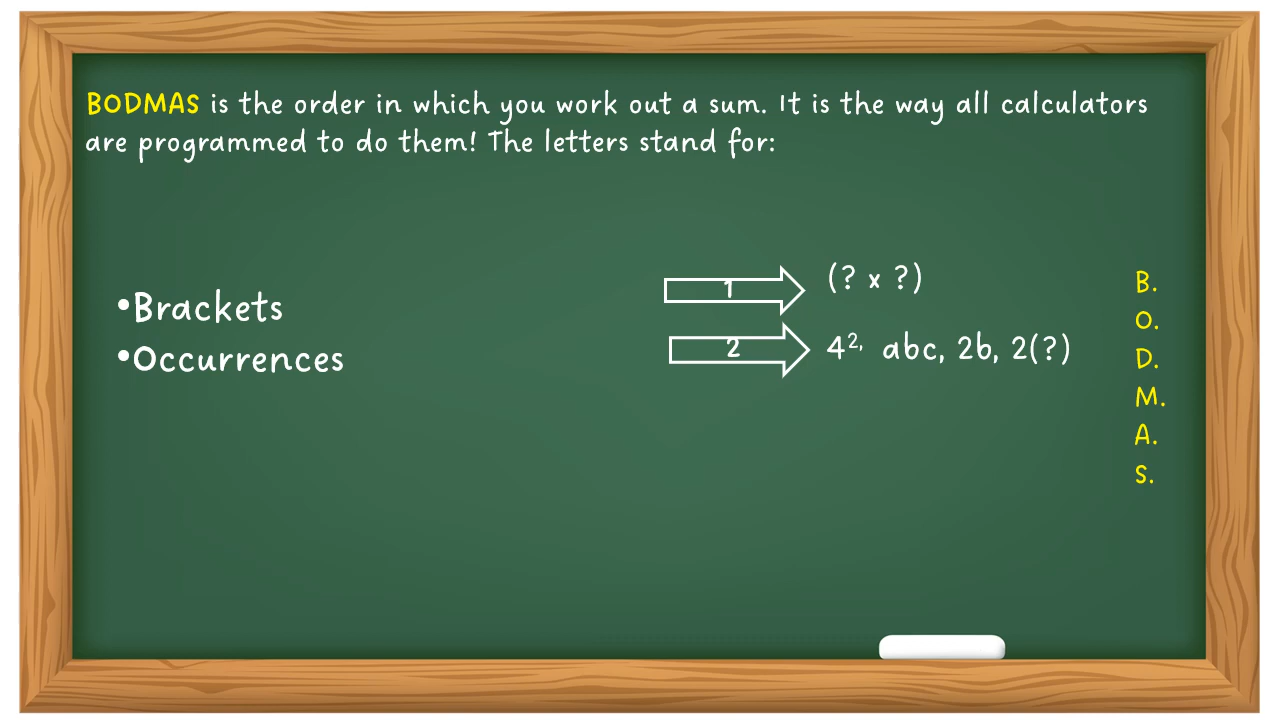 BODMAS is the order in which you work out a sum. It is the way all calculators
are programmed to do them! The letters stand for:
•Brackets
1
(? x ?)
•Occurrences
2
4², abc, 2b, 2(?)
B.
O.
D.
M.
A.
S.